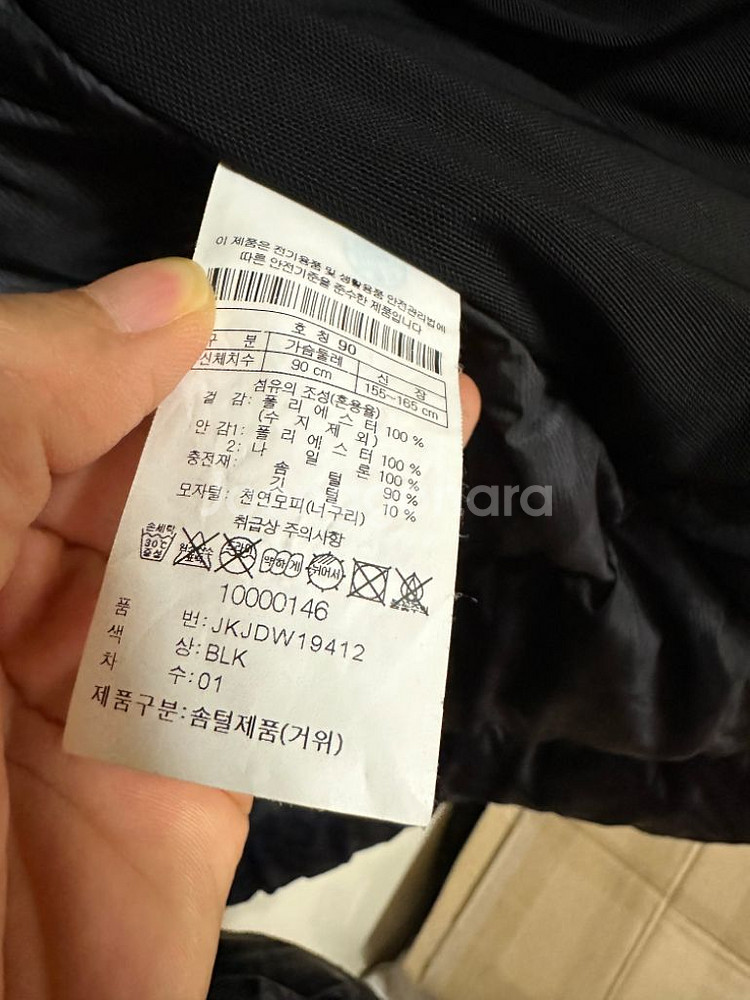 이 제품은 전기용품 및 생활용품 안전관리법에
따른 안전기준을 준수한 제품입니다
호 칭 90
구 분 가슴둘레 신 장
신체치수 90 cm 155~165 cm
섬유의 조성(혼용율)
겉 감: 폴 리 에 스 터 100 %
(수 지 제 외)
안 감1: 폴 리 에 스 터 100 %
2: 나 일 론 100 %
충전재: 솜 털 90 %
깃 털 10 %
모자털: 천연모피(너구리)
취급상 주의사항
손세탁
30℃
중성
드라이
약하게
뉘어서
10000146
품 번: JKJDW19412
색 상: BLK
차 수: 01
제품구분: 솜털제품(거위)